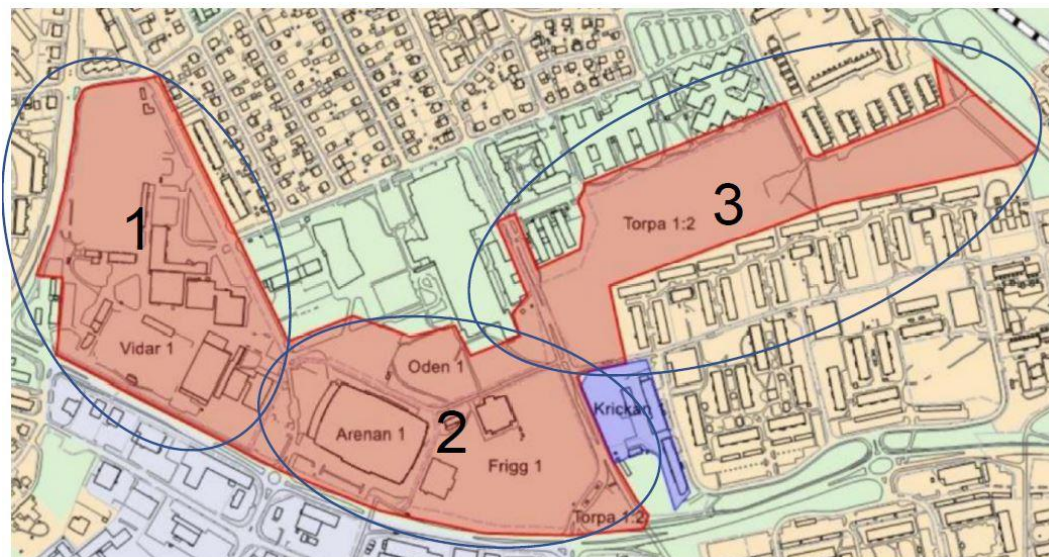 1
Vidar 1
Oden 1
Arenan 1
2
Frigg 1
Torpa 1:2
Torpa 1:2
3
Krickan